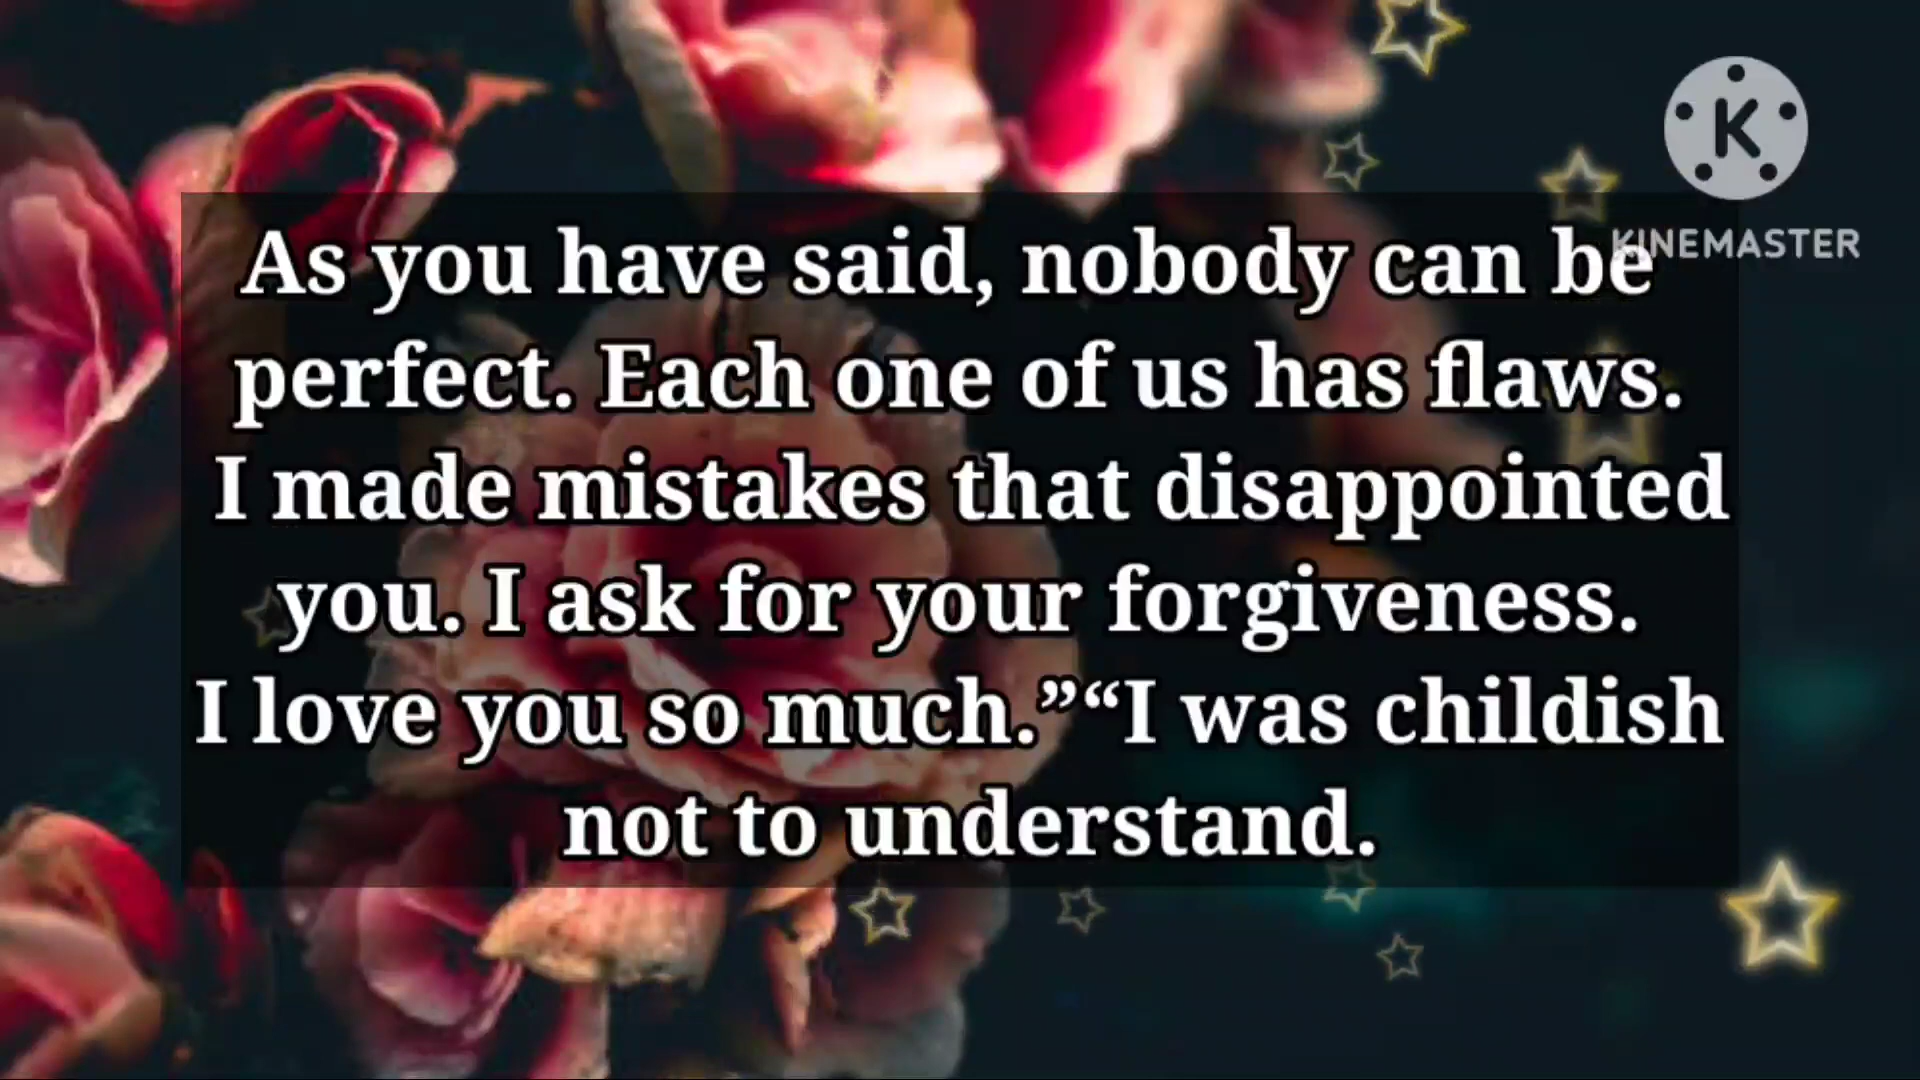 As you have said, nobody can be
perfect. Each one of us has flaws.
I made mistakes that disappointed
you. I ask for your forgiveness.
I love you so much.”“I was childish
not to understand.
K
KINEMASTER